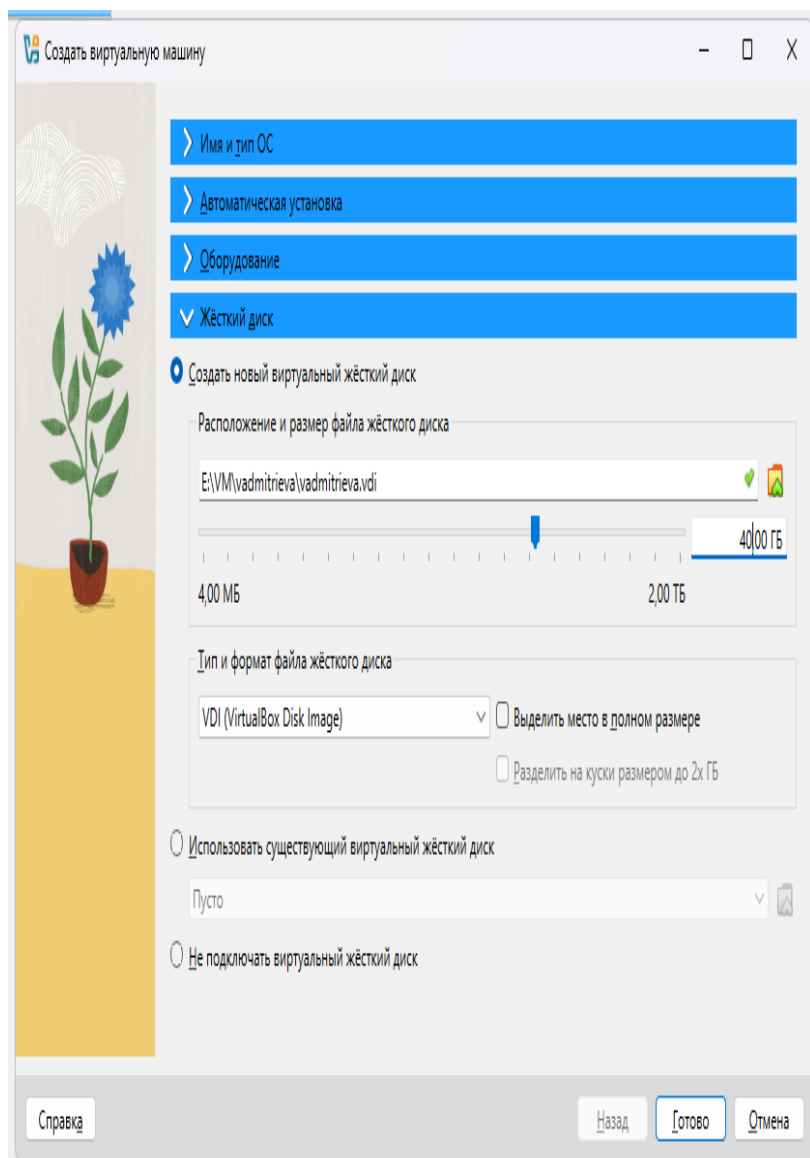 Создать виртуальную машину
Имя и тип ОС
Автоматическая установка
Оборудование
Жёсткий диск
Создать новый виртуальный жёсткий диск
Расположение и размер файла жёсткого диска
E:\VM\vadmitrieva\vadmitrieva.vdi
40,00 ГБ
4,00 МБ 2,00 ТБ
Тип и формат файла жёсткого диска
VDI (VirtualBox Disk Image) Выделить место в полном размере
Разделить на куски размером до 2х ГБ
Использовать существующий виртуальный жёсткий диск
Пусто
Не подключать виртуальный жёсткий диск
Справка Назад Готово Отмена